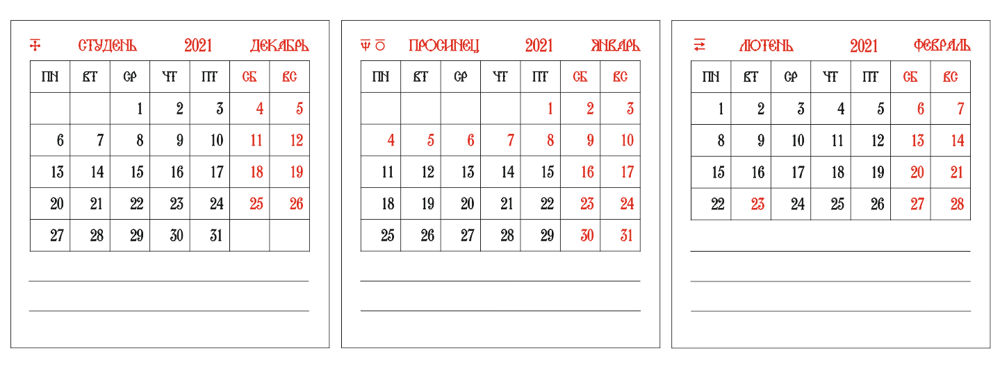 СТУДЕНЬ 2021 ДЕКАБРЬ
ПН ВТ СР ЧТ ПТ СБ ВС
1 2 3 4 5
6 7 8 9 10 11 12
13 14 15 16 17 18 19
20 21 22 23 24 25 26
27 28 29 30 31
ПРОСИНЕЦ 2021 ЯНВАРЬ
ПН ВТ СР ЧТ ПТ СБ ВС
1 2 3
4 5 6 7 8 9 10
11 12 13 14 15 16 17
18 19 20 21 22 23 24
25 26 27 28 29 30 31
ЛЮТЕНЬ 2021 ФЕВРАЛЬ
ПН ВТ СР ЧТ ПТ СБ ВС
1 2 3 4 5 6 7
8 9 10 11 12 13 14
15 16 17 18 19 20 21
22 23 24 25 26 27 28